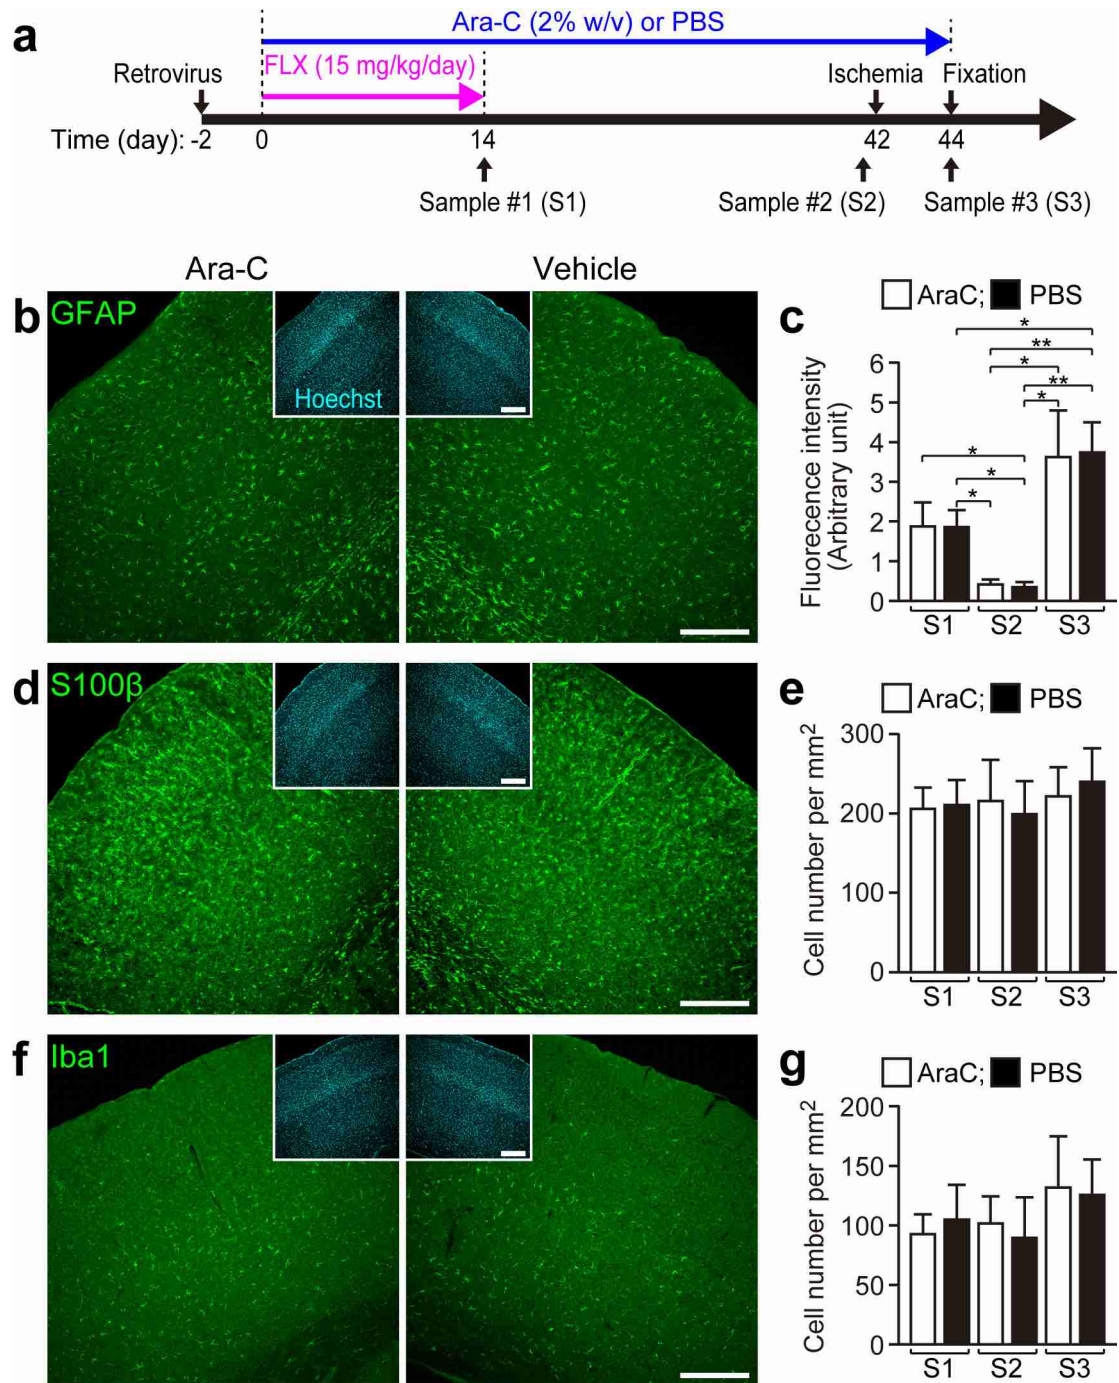 a
Ara-C (2% w/v) or PBS
FLX (15 mg/kg/day)
Retrovirus
Ischemia
Fixation
Time (day): -2 0 14 42 44
Sample #1 (S1)
Sample #2 (S2)
Sample #3 (S3)
Ara-C
Vehicle
b
GFAP
Hoechst
c
AraC; PBS
Fluorecence intensity
(Arbitrary unit)
6
5
4
3
2
1
0
*
**
*
**
*
*
*
*
S1 S2 S3
d
S100β
e
AraC; PBS
Cell number per mm²
300
200
100
0
S1 S2 S3
f
Iba1
g
AraC; PBS
Cell number per mm²
200
150
100
50
0
S1 S2 S3